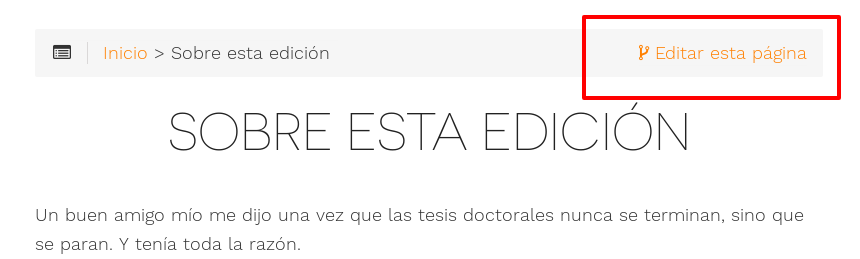 Inicio > Sobre esta edición
Editar esta página
SOBRE ESTA EDICIÓN
Un buen amigo mío me dijo una vez que las tesis doctorales nunca se terminan, sino que
se paran. Y tenía toda la razón.